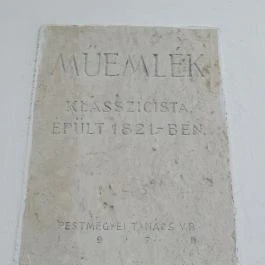 MŰEMLÉK
KLASSZICISTA,
ÉPÜLT 1821-BEN.
PESTMEGYEI TANÁCS V.B.